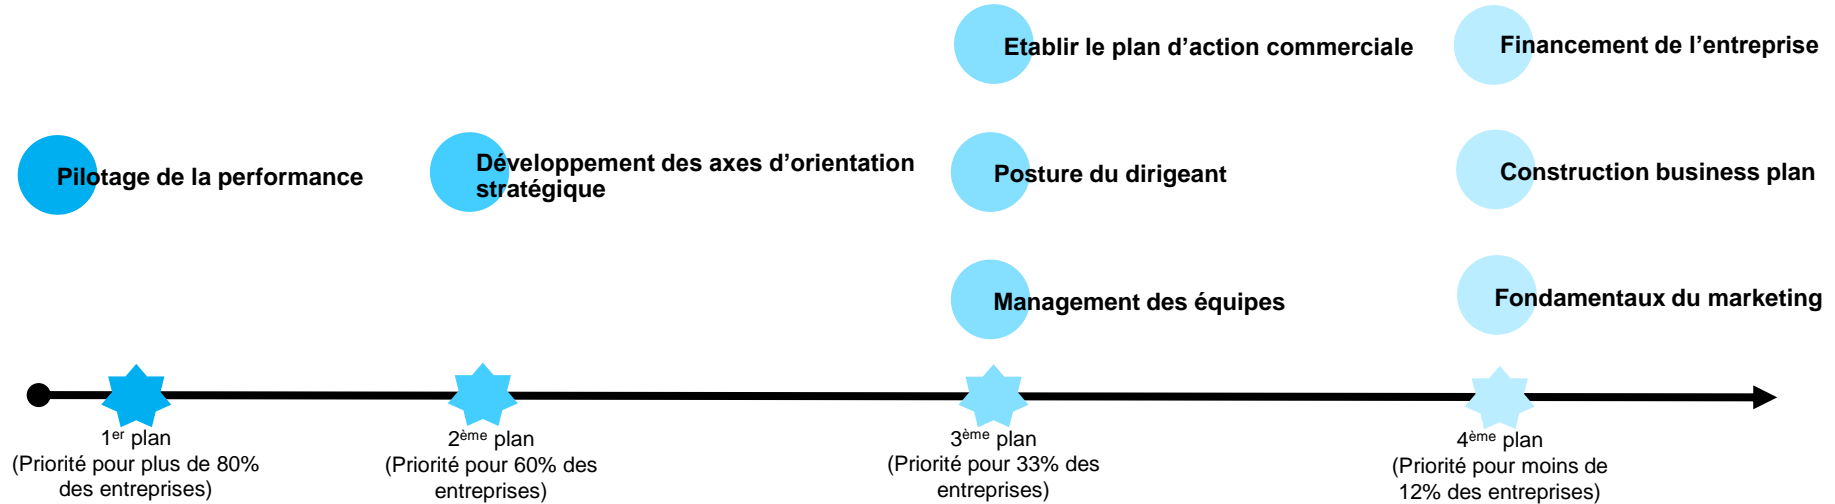 Pilotage de la performance
Développement des axes d’orientation
stratégique
Etablir le plan d’action commerciale
Posture du dirigeant
Management des équipes
Financement de l’entreprise
Construction business plan
Fondamentaux du marketing
1er plan
(Priorité pour plus de 80%
des entreprises)
2ème plan
(Priorité pour 60% des
entreprises)
3ème plan
(Priorité pour 33% des
entreprises)
4ème plan
(Priorité pour moins de
12% des entreprises)